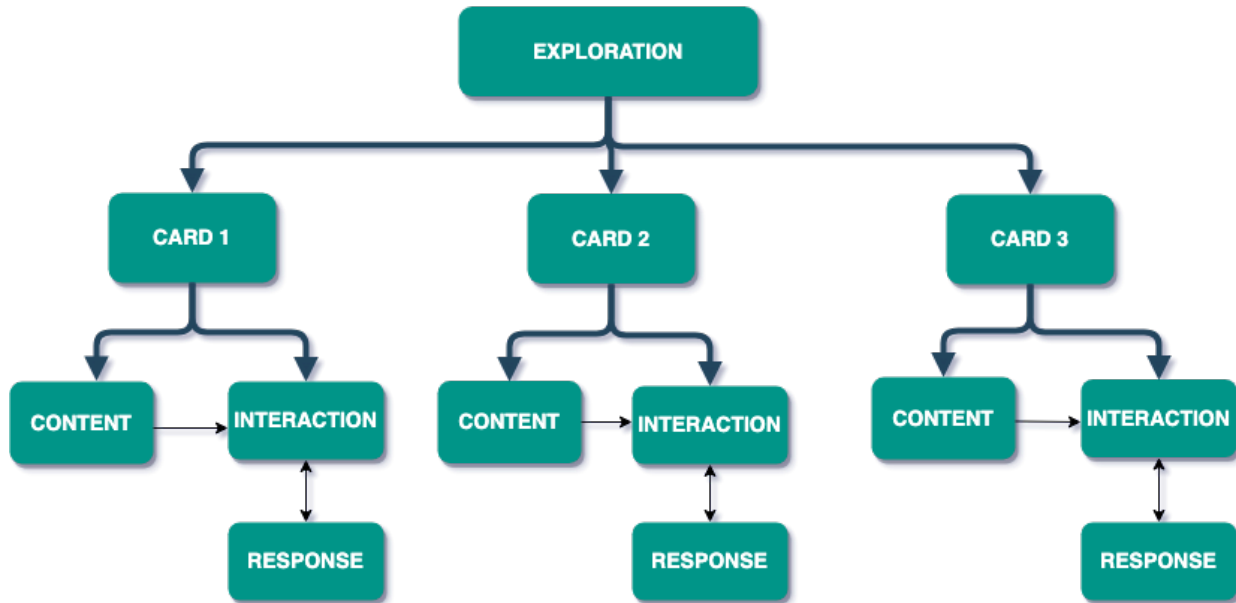 EXPLORATION
CARD 1
CARD 2
CARD 3
CONTENT
INTERACTION
CONTENT
INTERACTION
CONTENT
INTERACTION
RESPONSE
RESPONSE
RESPONSE